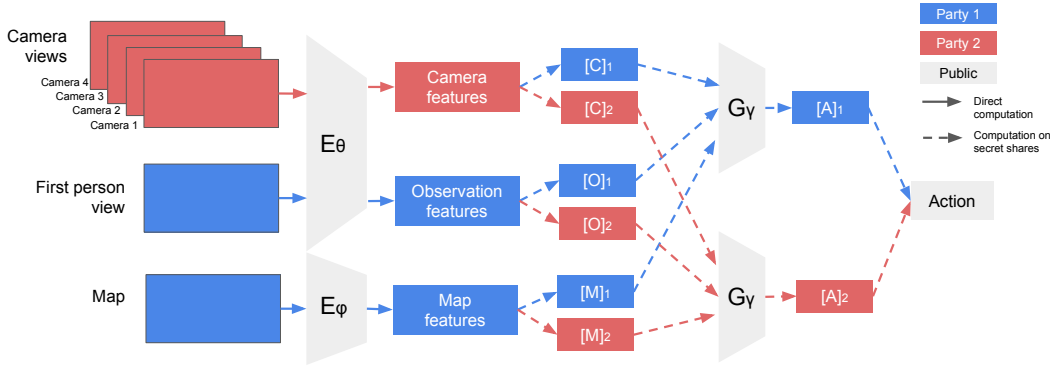 Camera
views
Camera 4
Camera 3
Camera 2
Camera 1
First person
view
Map
Eθ
Eφ
Camera
features
Observation
features
Map
features
[C]1
[C]2
[O]1
[O]2
[M]1
[M]2
Gγ
Gγ
[A]1
[A]2
Action
Party 1
Party 2
Public
Direct
computation
Computation on
secret shares